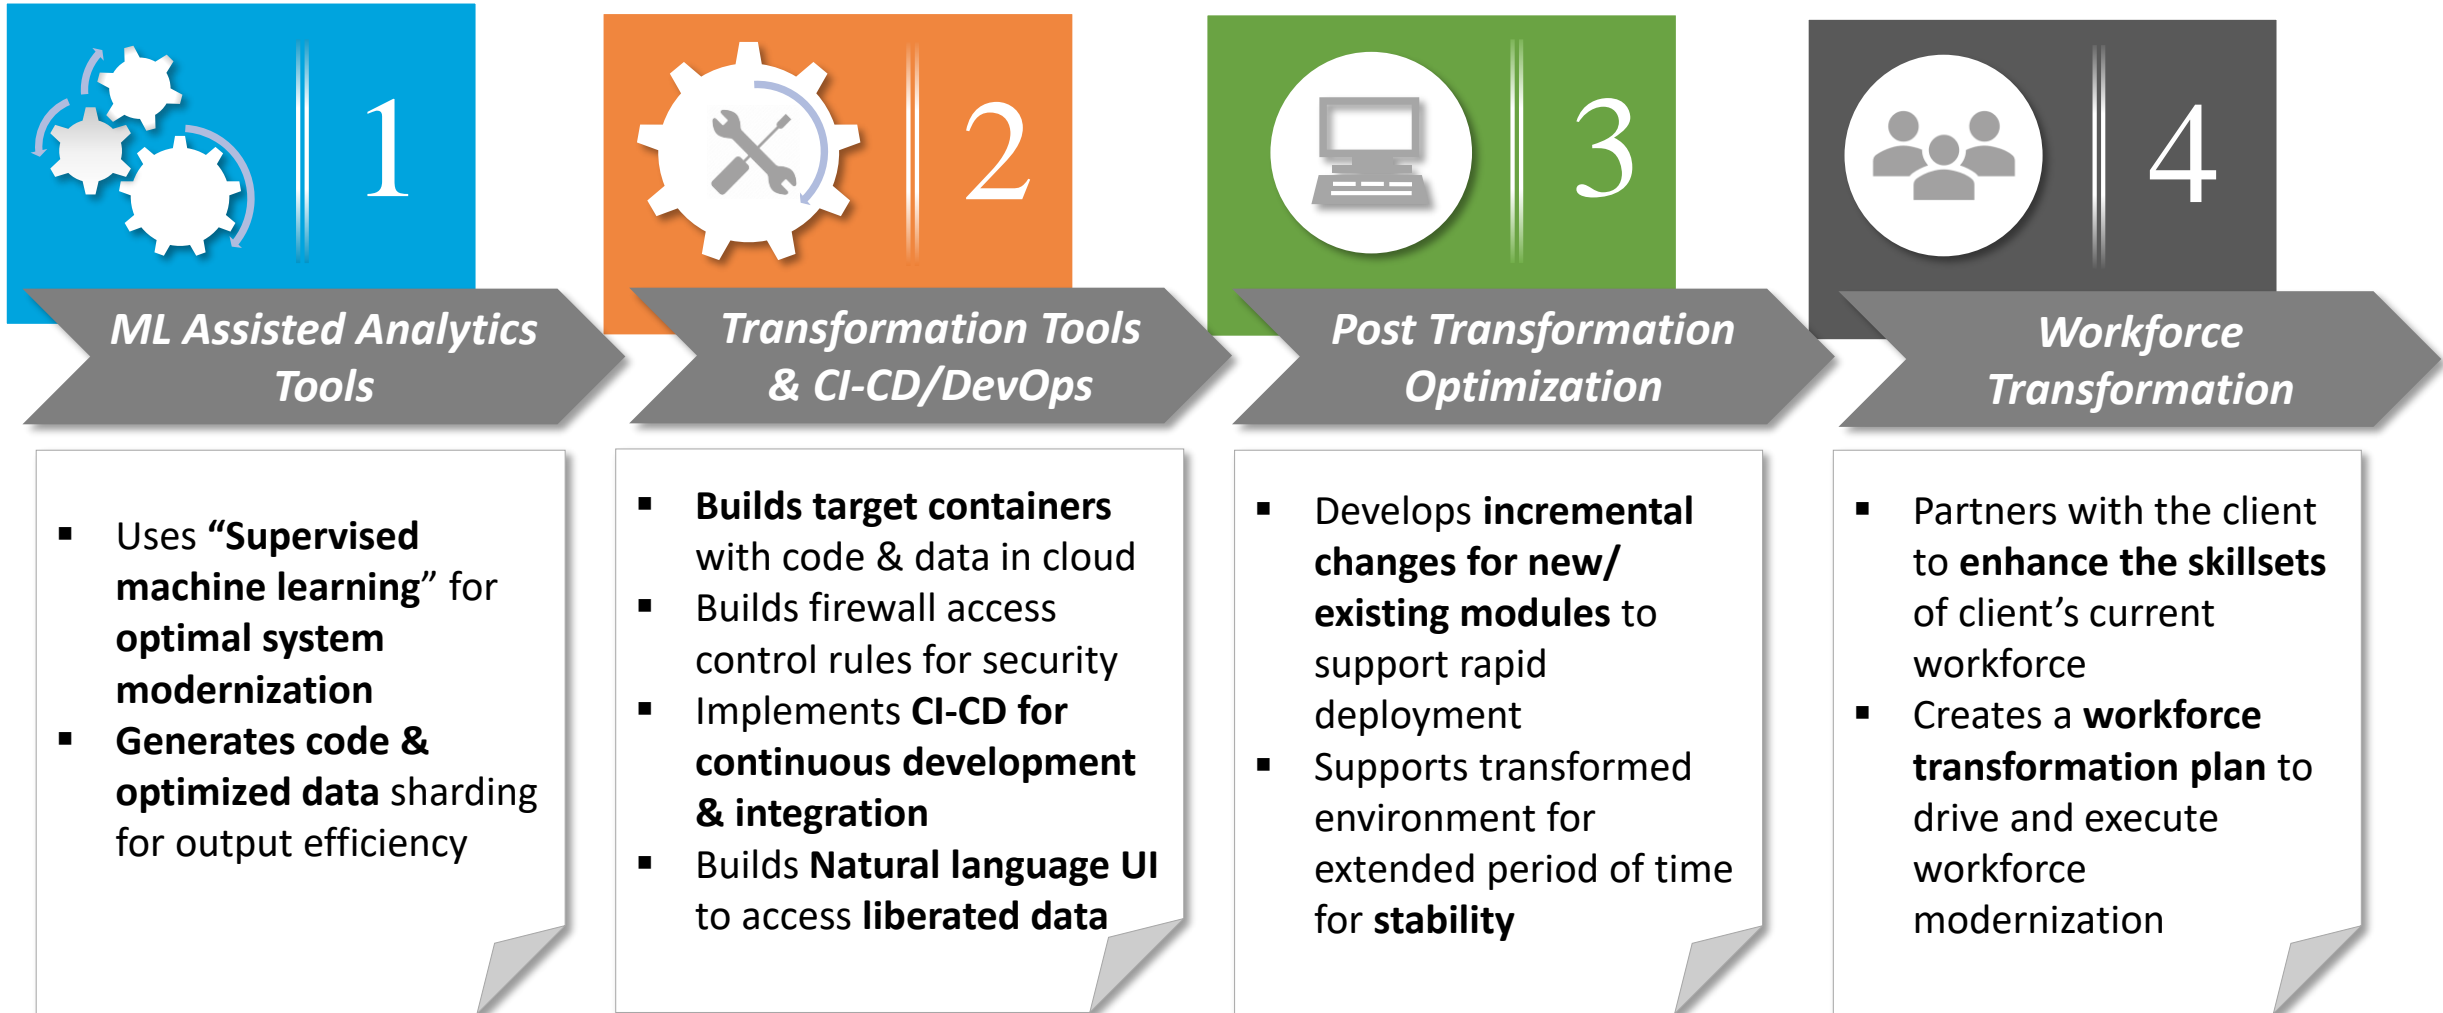 1
ML Assisted Analytics
Tools
▪ Uses “Supervised
machine learning” for
optimal system
modernization
▪ Generates code &
optimized data sharding
for output efficiency
2
Transformation Tools
& CI-CD/DevOps
▪ Builds target containers
with code & data in cloud
▪ Builds firewall access
control rules for security
▪ Implements CI-CD for
continuous development
& integration
▪ Builds Natural language UI
to access liberated data
3
Post Transformation
Optimization
▪ Develops incremental
changes for new/
existing modules to
support rapid
deployment
▪ Supports transformed
environment for
extended period of time
for stability
4
Workforce
Transformation
▪ Partners with the client
to enhance the skillsets
of client’s current
workforce
▪ Creates a workforce
transformation plan to
drive and execute
workforce
modernization